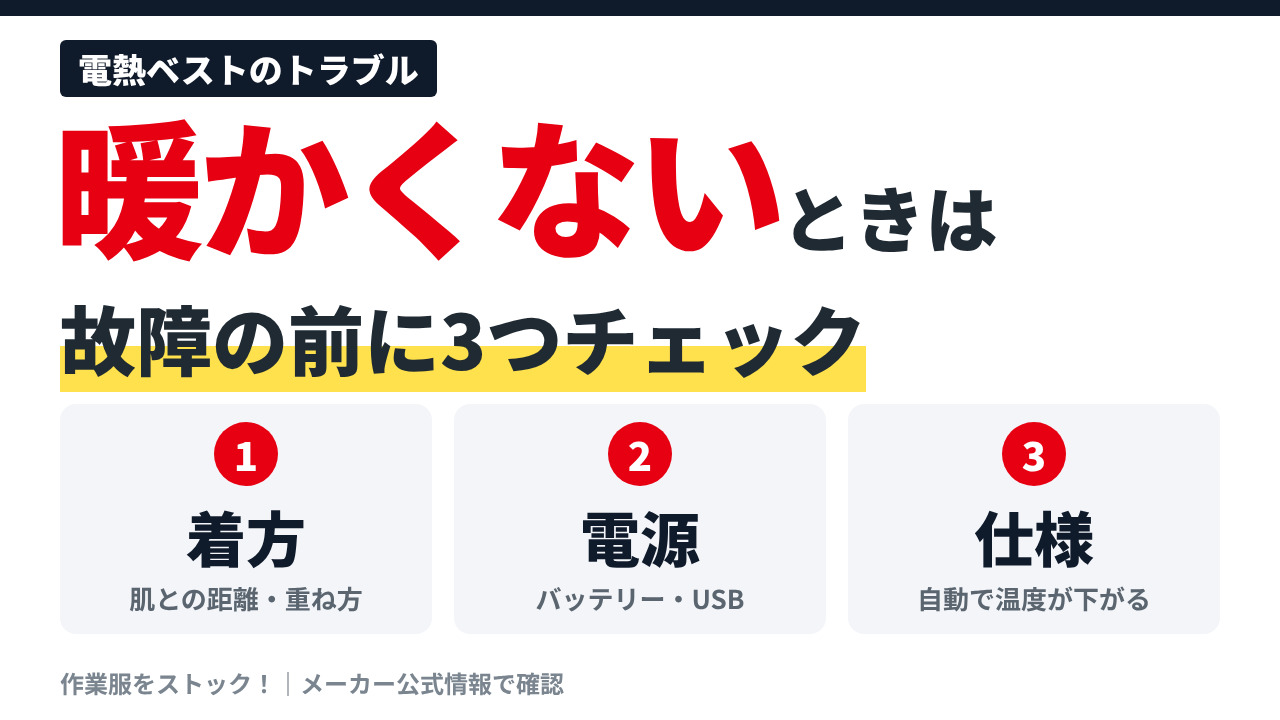 電熱ベストのトラブル
暖かくないときは
故障の前に3つチェック
1
着方
肌との距離・重ね方
2
電源
バッテリー・USB
3
仕様
自動で温度が下がる
作業服をストック！｜メーカー公式情報で確認